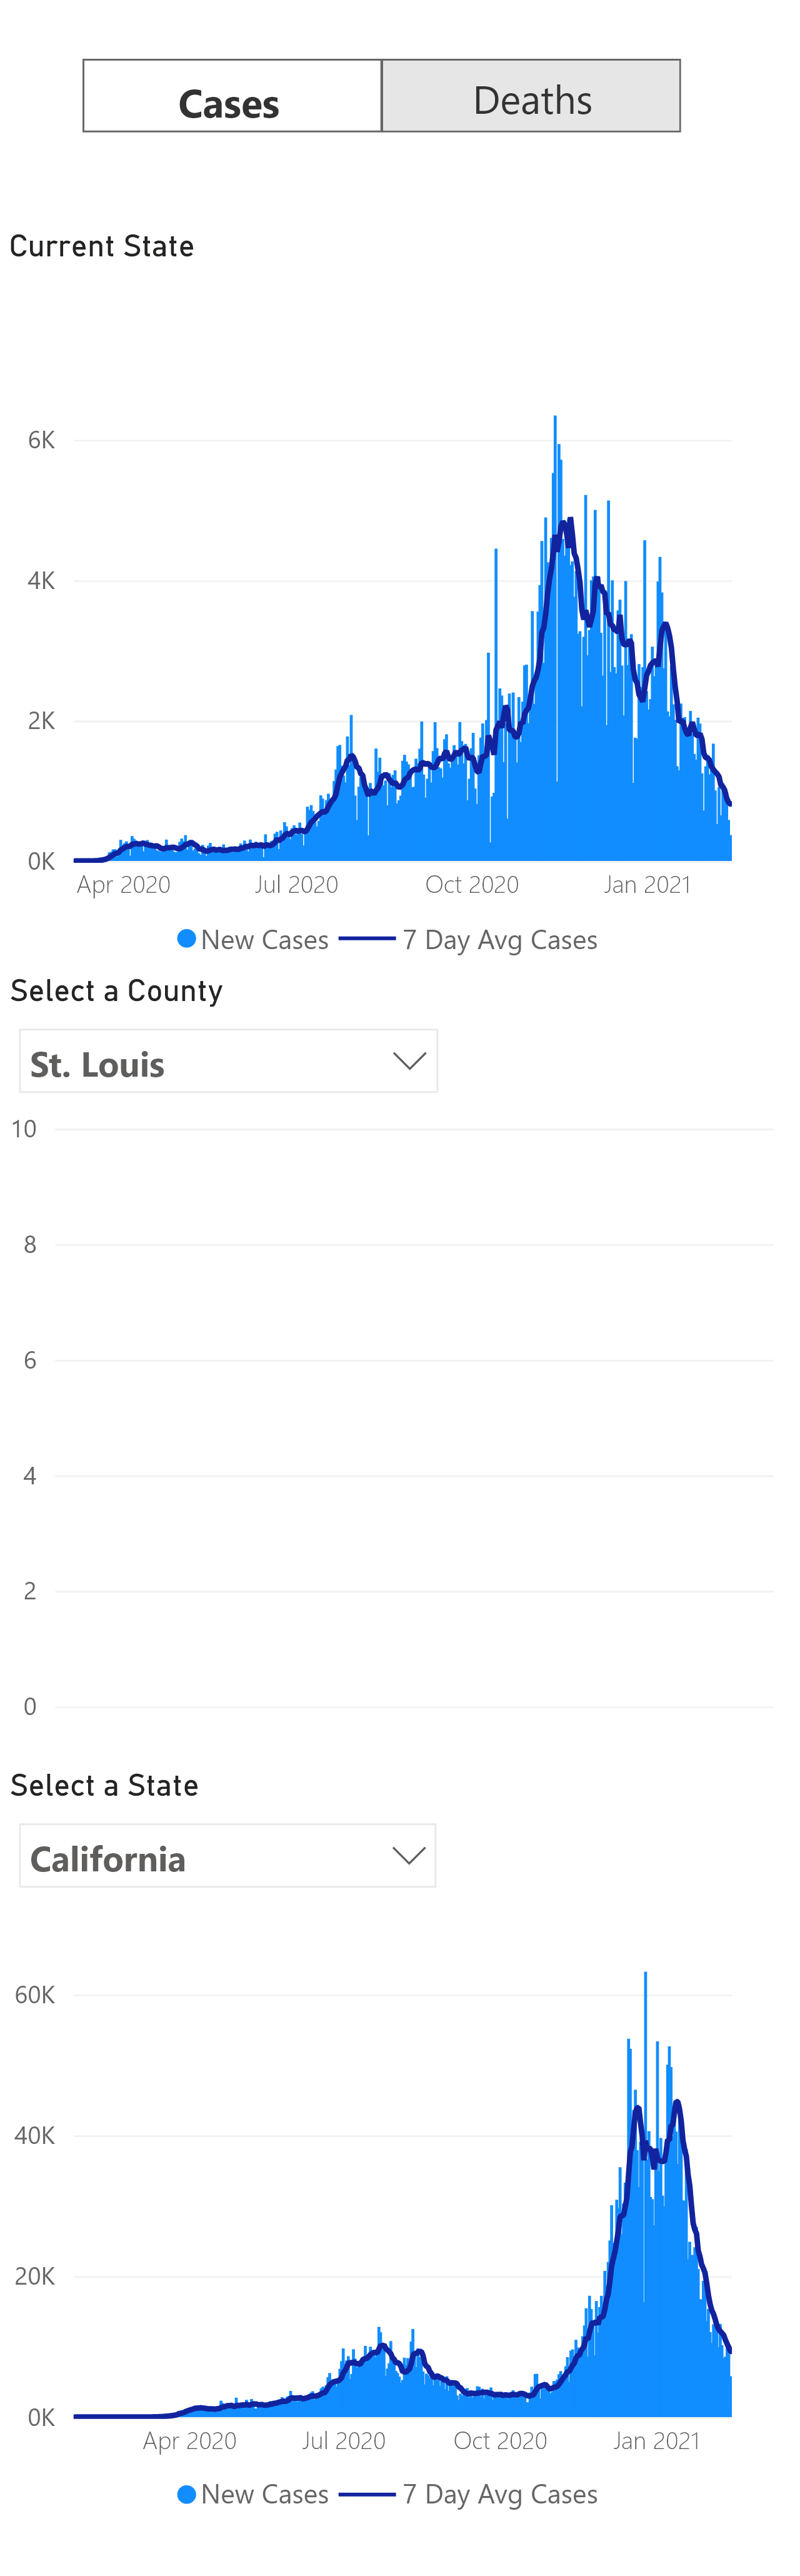 Cases Deaths
Current State
6K
4K
2K
0K
Apr 2020 Jul 2020 Oct 2020 Jan 2021
New Cases 7 Day Avg Cases
Select a County
St. Louis
10
8
6
4
2
0
Select a State
California
60K
40K
20K
0K
Apr 2020 Jul 2020 Oct 2020 Jan 2021
New Cases 7 Day Avg Cases